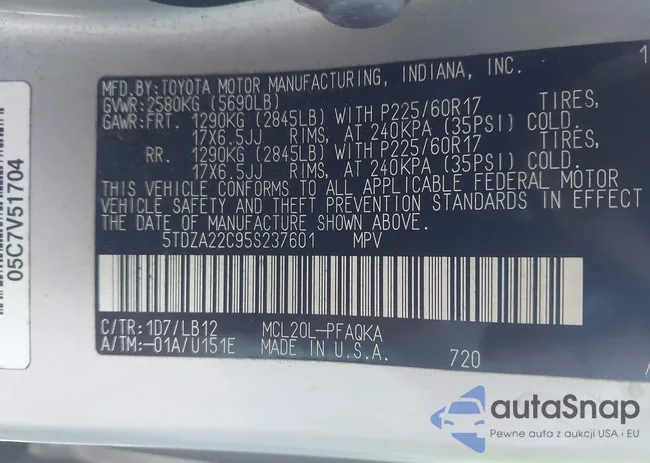 MFD.BY:TOYOTA MOTOR MANUFACTURING, INDIANA, INC.
GVWR:2580KG (5690LB)
GAWR:FRT. 1290KG (2845LB) WITH P225/60R17 TIRES,
17X6.5JJ RIMS, AT 240KPA (35PSI) COLD.
RR. 1290KG (2845LB) WITH P225/60R17 TIRES,
17X6.5JJ RIMS, AT 240KPA (35PSI) COLD.
THIS VEHICLE CONFORMS TO ALL APPLICABLE FEDERAL MOTOR
VEHICLE SAFETY AND THEFT PREVENTION STANDARDS IN EFFECT
THE DATE OF MANUFACTURE SHOWN ABOVE.
5TDZA22C95S237601 MPV
C/TR:1D7/LB12 MCL20L-PFAQKA
A/TM:-01A/U151E MADE IN U.S.A. 720
05C7V51704
autaSnap
Pewne auta z aukcji USA i EU